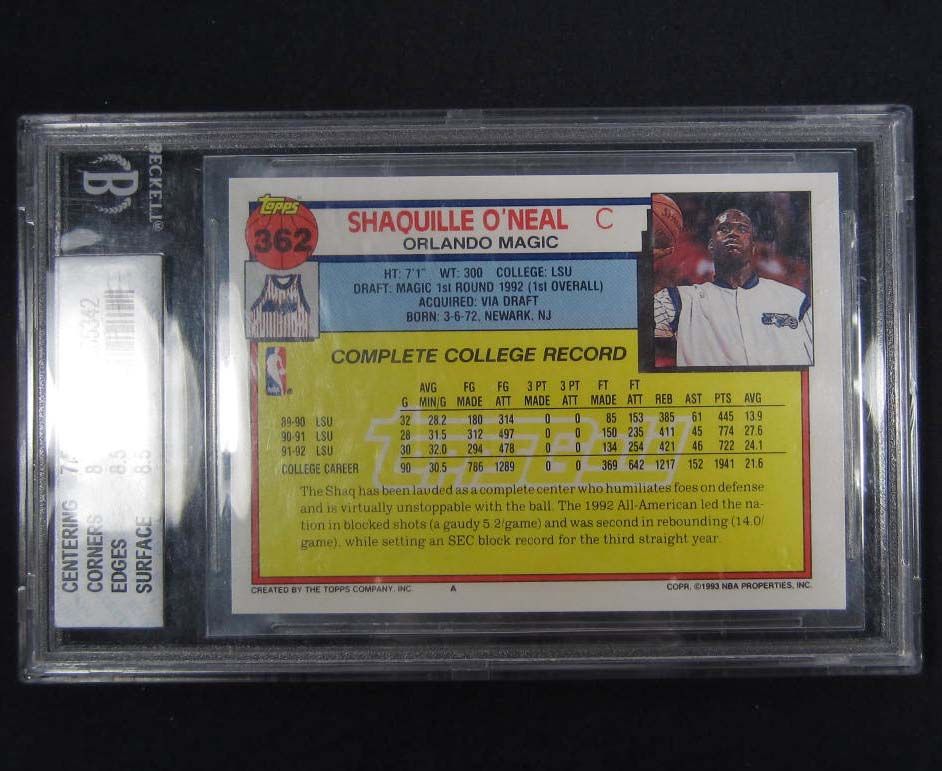 BECKETT®
B
CENTERING
CORNERS 8
EDGES 8.5
SURFACE 8.5
Topps
362
SHAQUILLE O'NEAL C
ORLANDO MAGIC
HT: 7'1" WT: 300 COLLEGE: LSU
DRAFT: MAGIC 1st ROUND 1992 (1st OVERALL)
ACQUIRED: VIA DRAFT
BORN: 3-6-72, NEWARK, NJ
NBA
COMPLETE COLLEGE RECORD
AVG FG FG 3 PT 3 PT FT FT
G MIN/G MADE ATT MADE ATT MADE ATT REB AST PTS AVG
89-90 LSU 32 28.2 180 314 0 0 85 153 385 61 445 13.9
90-91 LSU 28 31.5 312 497 0 0 150 235 411 45 774 27.6
91-92 LSU 30 32.0 294 478 0 0 134 254 421 46 722 24.1
COLLEGE CAREER 90 30.5 786 1289 0 0 369 642 1217 152 1941 21.6
The Shaq has been lauded as a complete center who humiliates foes on defense
and is virtually unstoppable with the ball. The 1992 All-American led the na-
tion in blocked shots (a gaudy 5.2/game) and was second in rebounding (14.0/
game), while setting an SEC block record for the third straight year.
CREATED BY THE TOPPS COMPANY, INC. A COPR. ©1993 NBA PROPERTIES, INC.